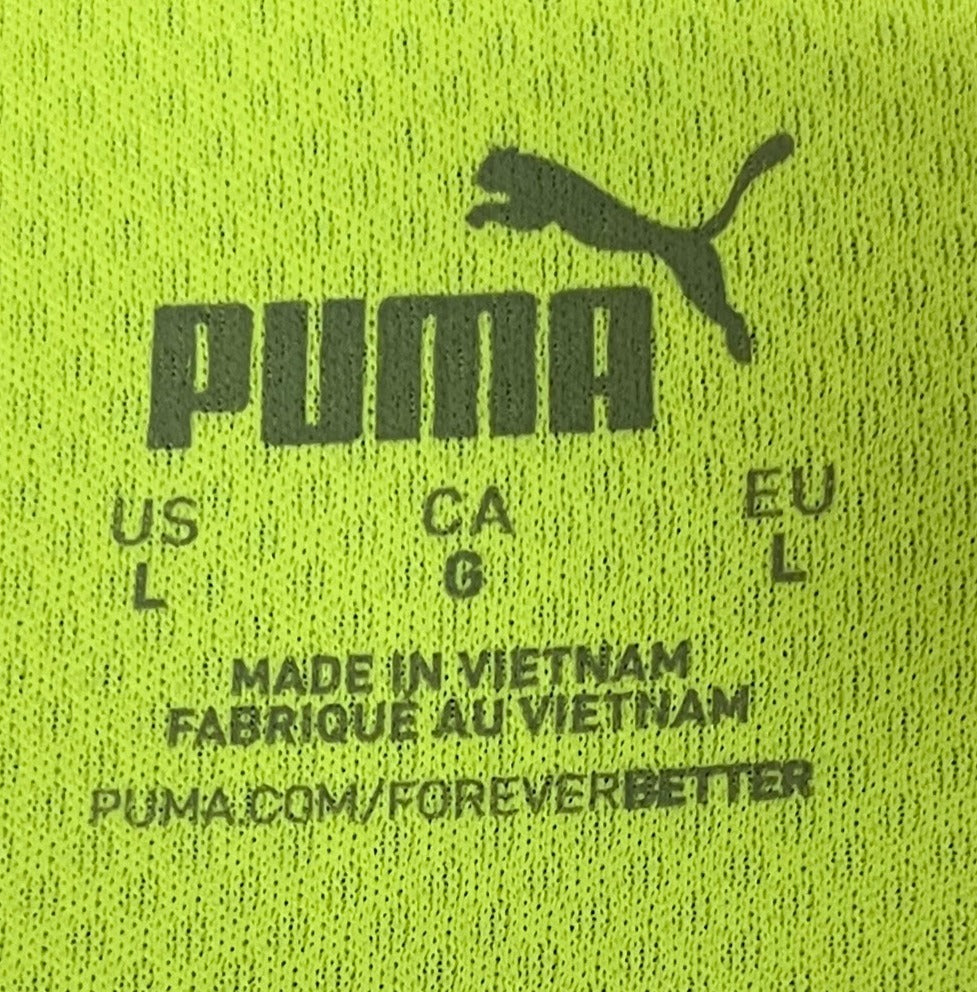 PUMA
US CA EU
L G L
MADE IN VIETNAM
FABRIQUÉ AU VIETNAM
PUMA.COM/FOREVERBETTER